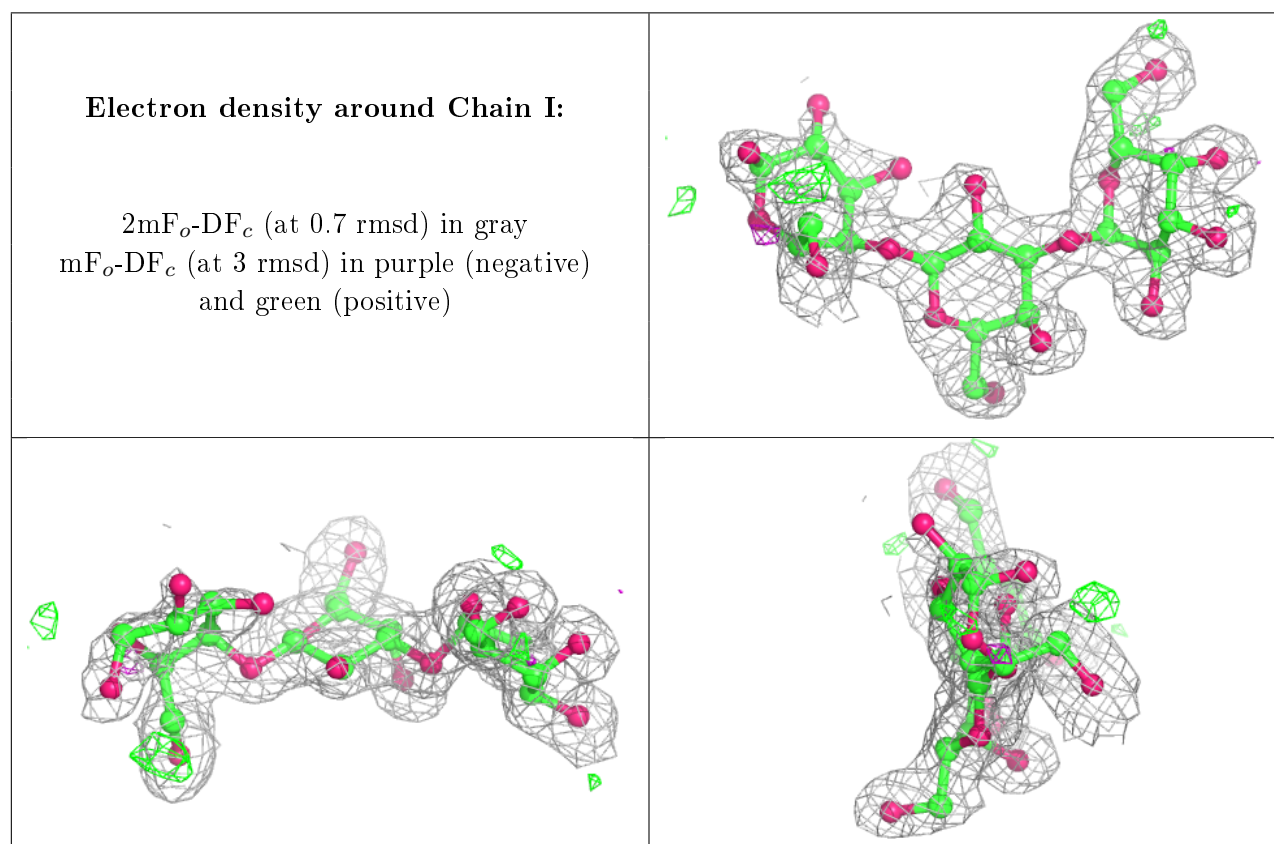 Electron density around Chain I:
2mFo-DFc (at 0.7 rmsd) in gray
mFo-DFc (at 3 rmsd) in purple (negative)
and green (positive)